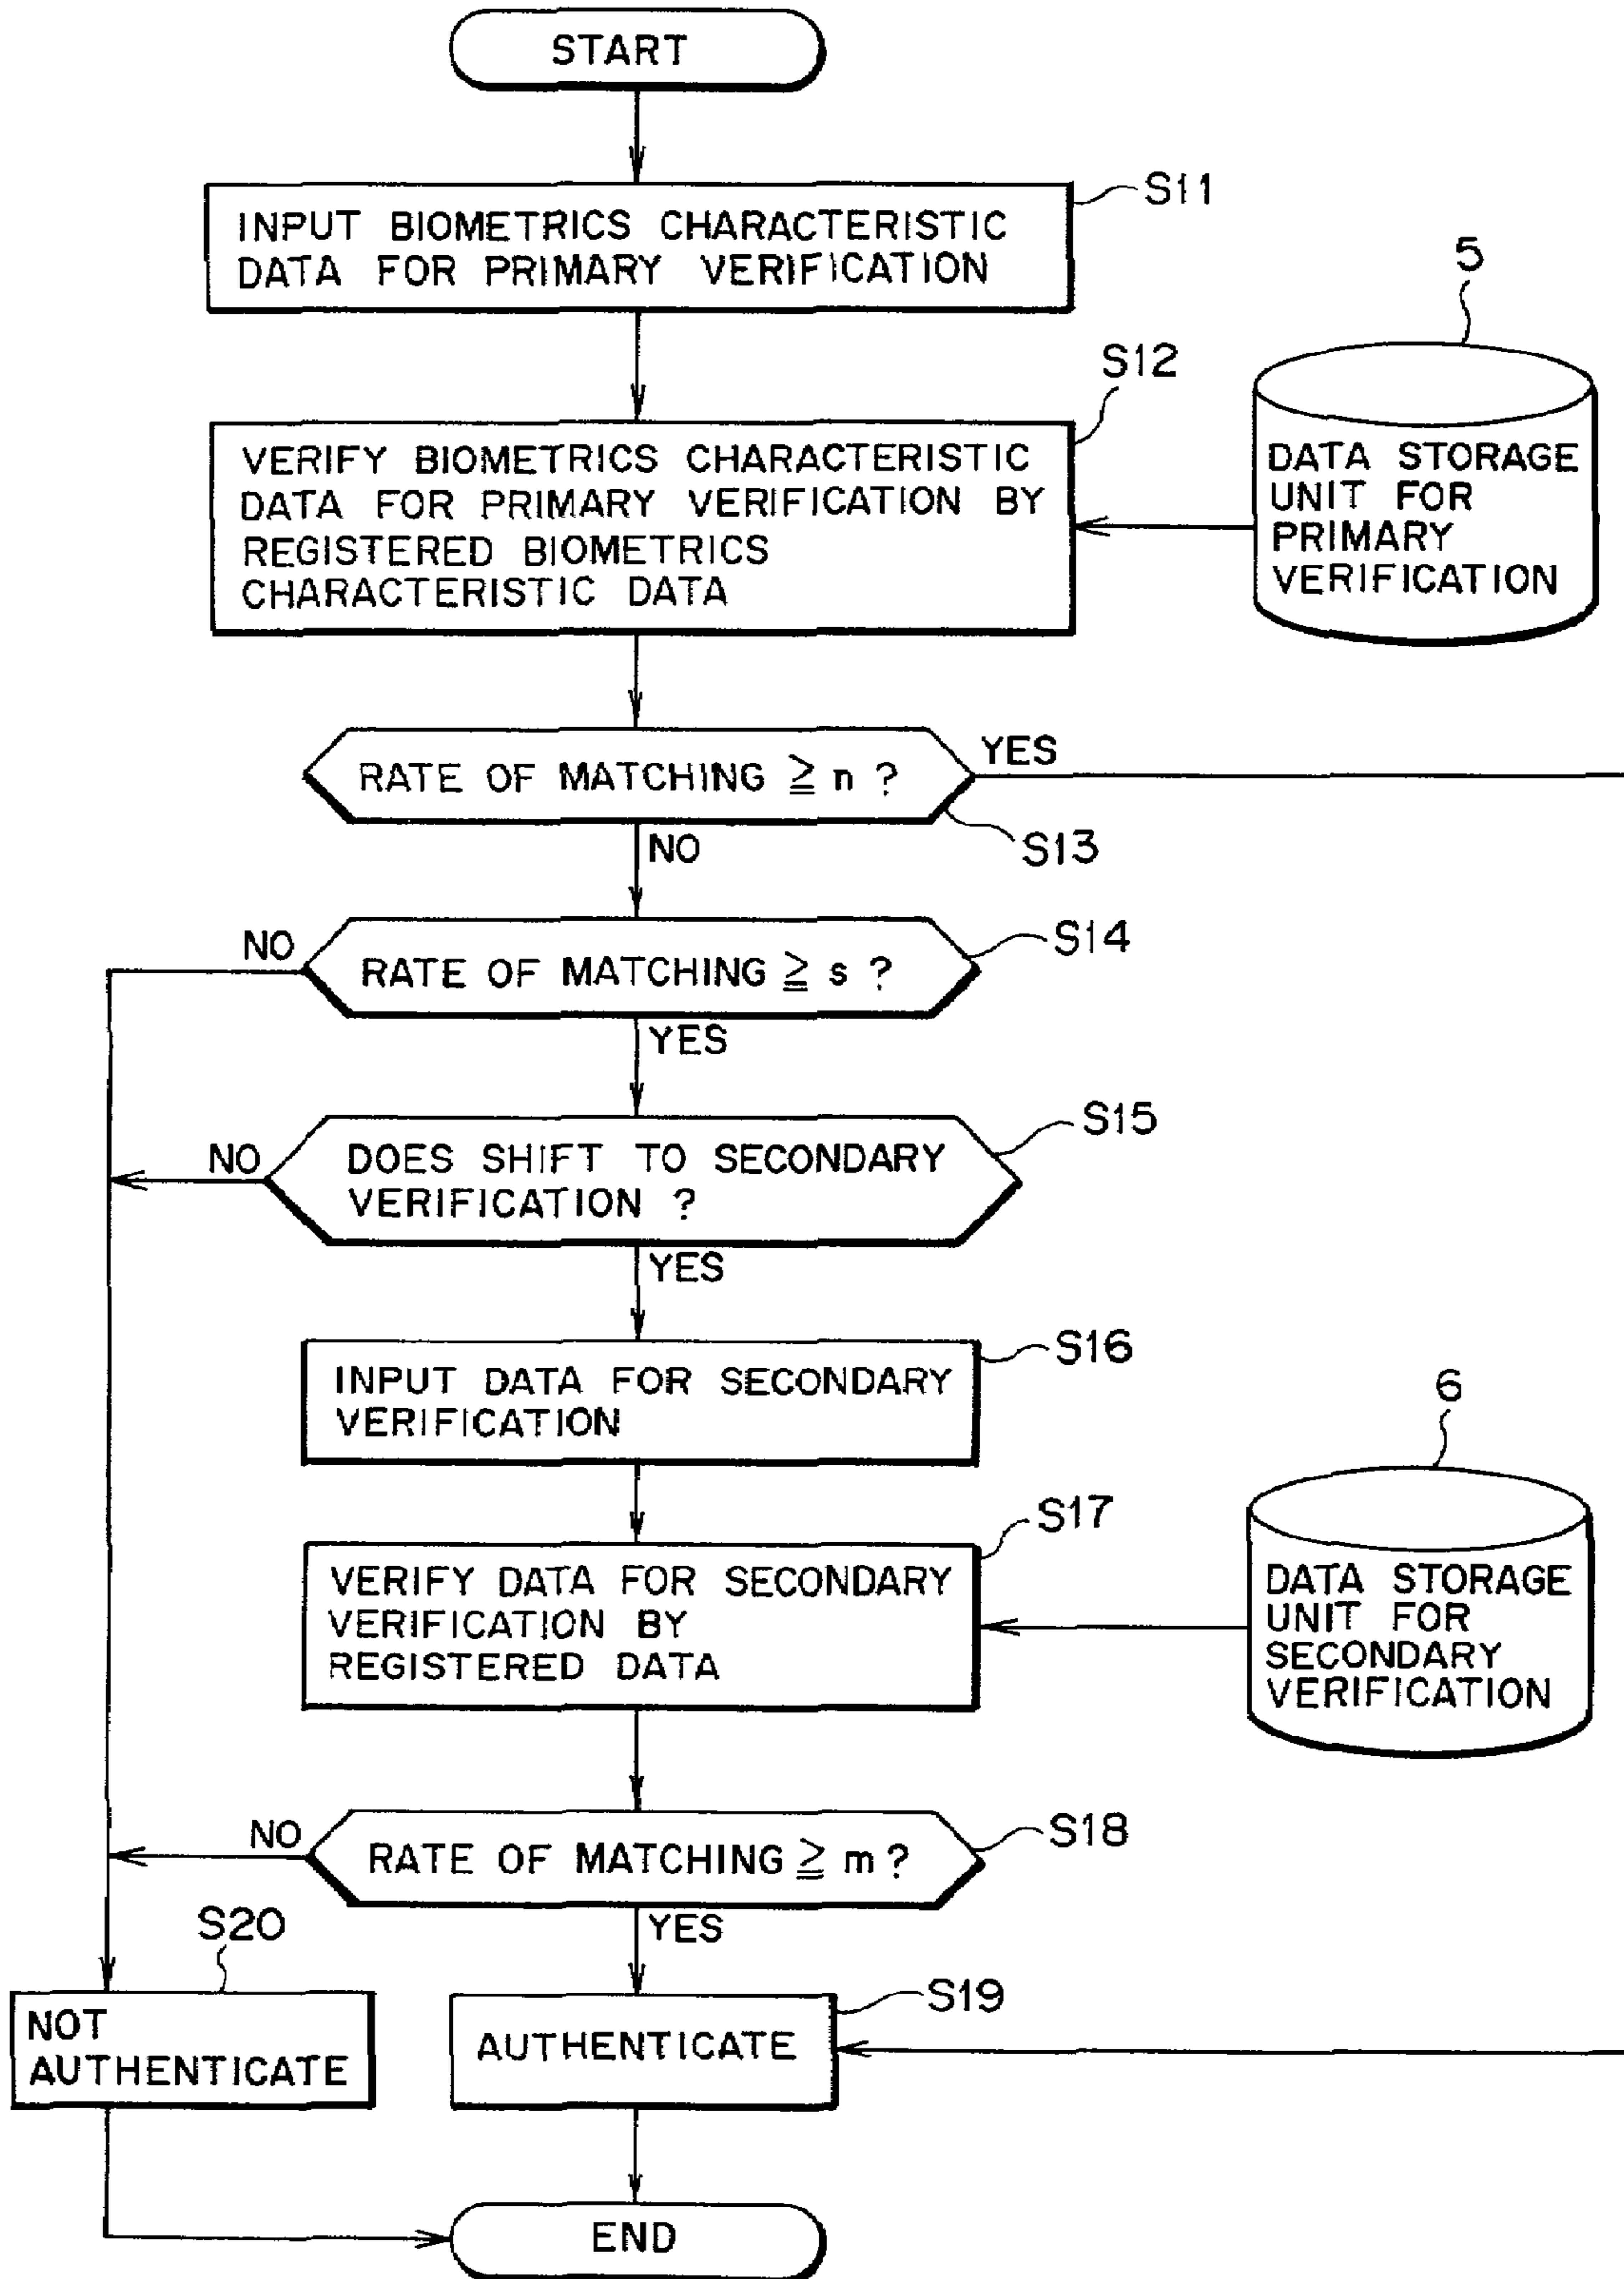 START
S11
INPUT BIOMETRICS CHARACTERISTIC
DATA FOR PRIMARY VERIFICATION
5
S12
VERIFY BIOMETRICS CHARACTERISTIC
DATA FOR PRIMARY VERIFICATION BY
REGISTERED BIOMETRICS
CHARACTERISTIC DATA
DATA STORAGE
UNIT FOR
PRIMARY
VERIFICATION
RATE OF MATCHING ≧ n ?
YES
S13
NO
S14
NO
RATE OF MATCHING ≧ s ?
YES
S15
NO
DOES SHIFT TO SECONDARY
VERIFICATION ?
YES
S16
INPUT DATA FOR SECONDARY
VERIFICATION
6
S17
VERIFY DATA FOR SECONDARY
VERIFICATION BY
REGISTERED DATA
DATA STORAGE
UNIT FOR
SECONDARY
VERIFICATION
NO
RATE OF MATCHING ≧ m ?
S18
YES
S20
NOT
AUTHENTICATE
S19
AUTHENTICATE
END